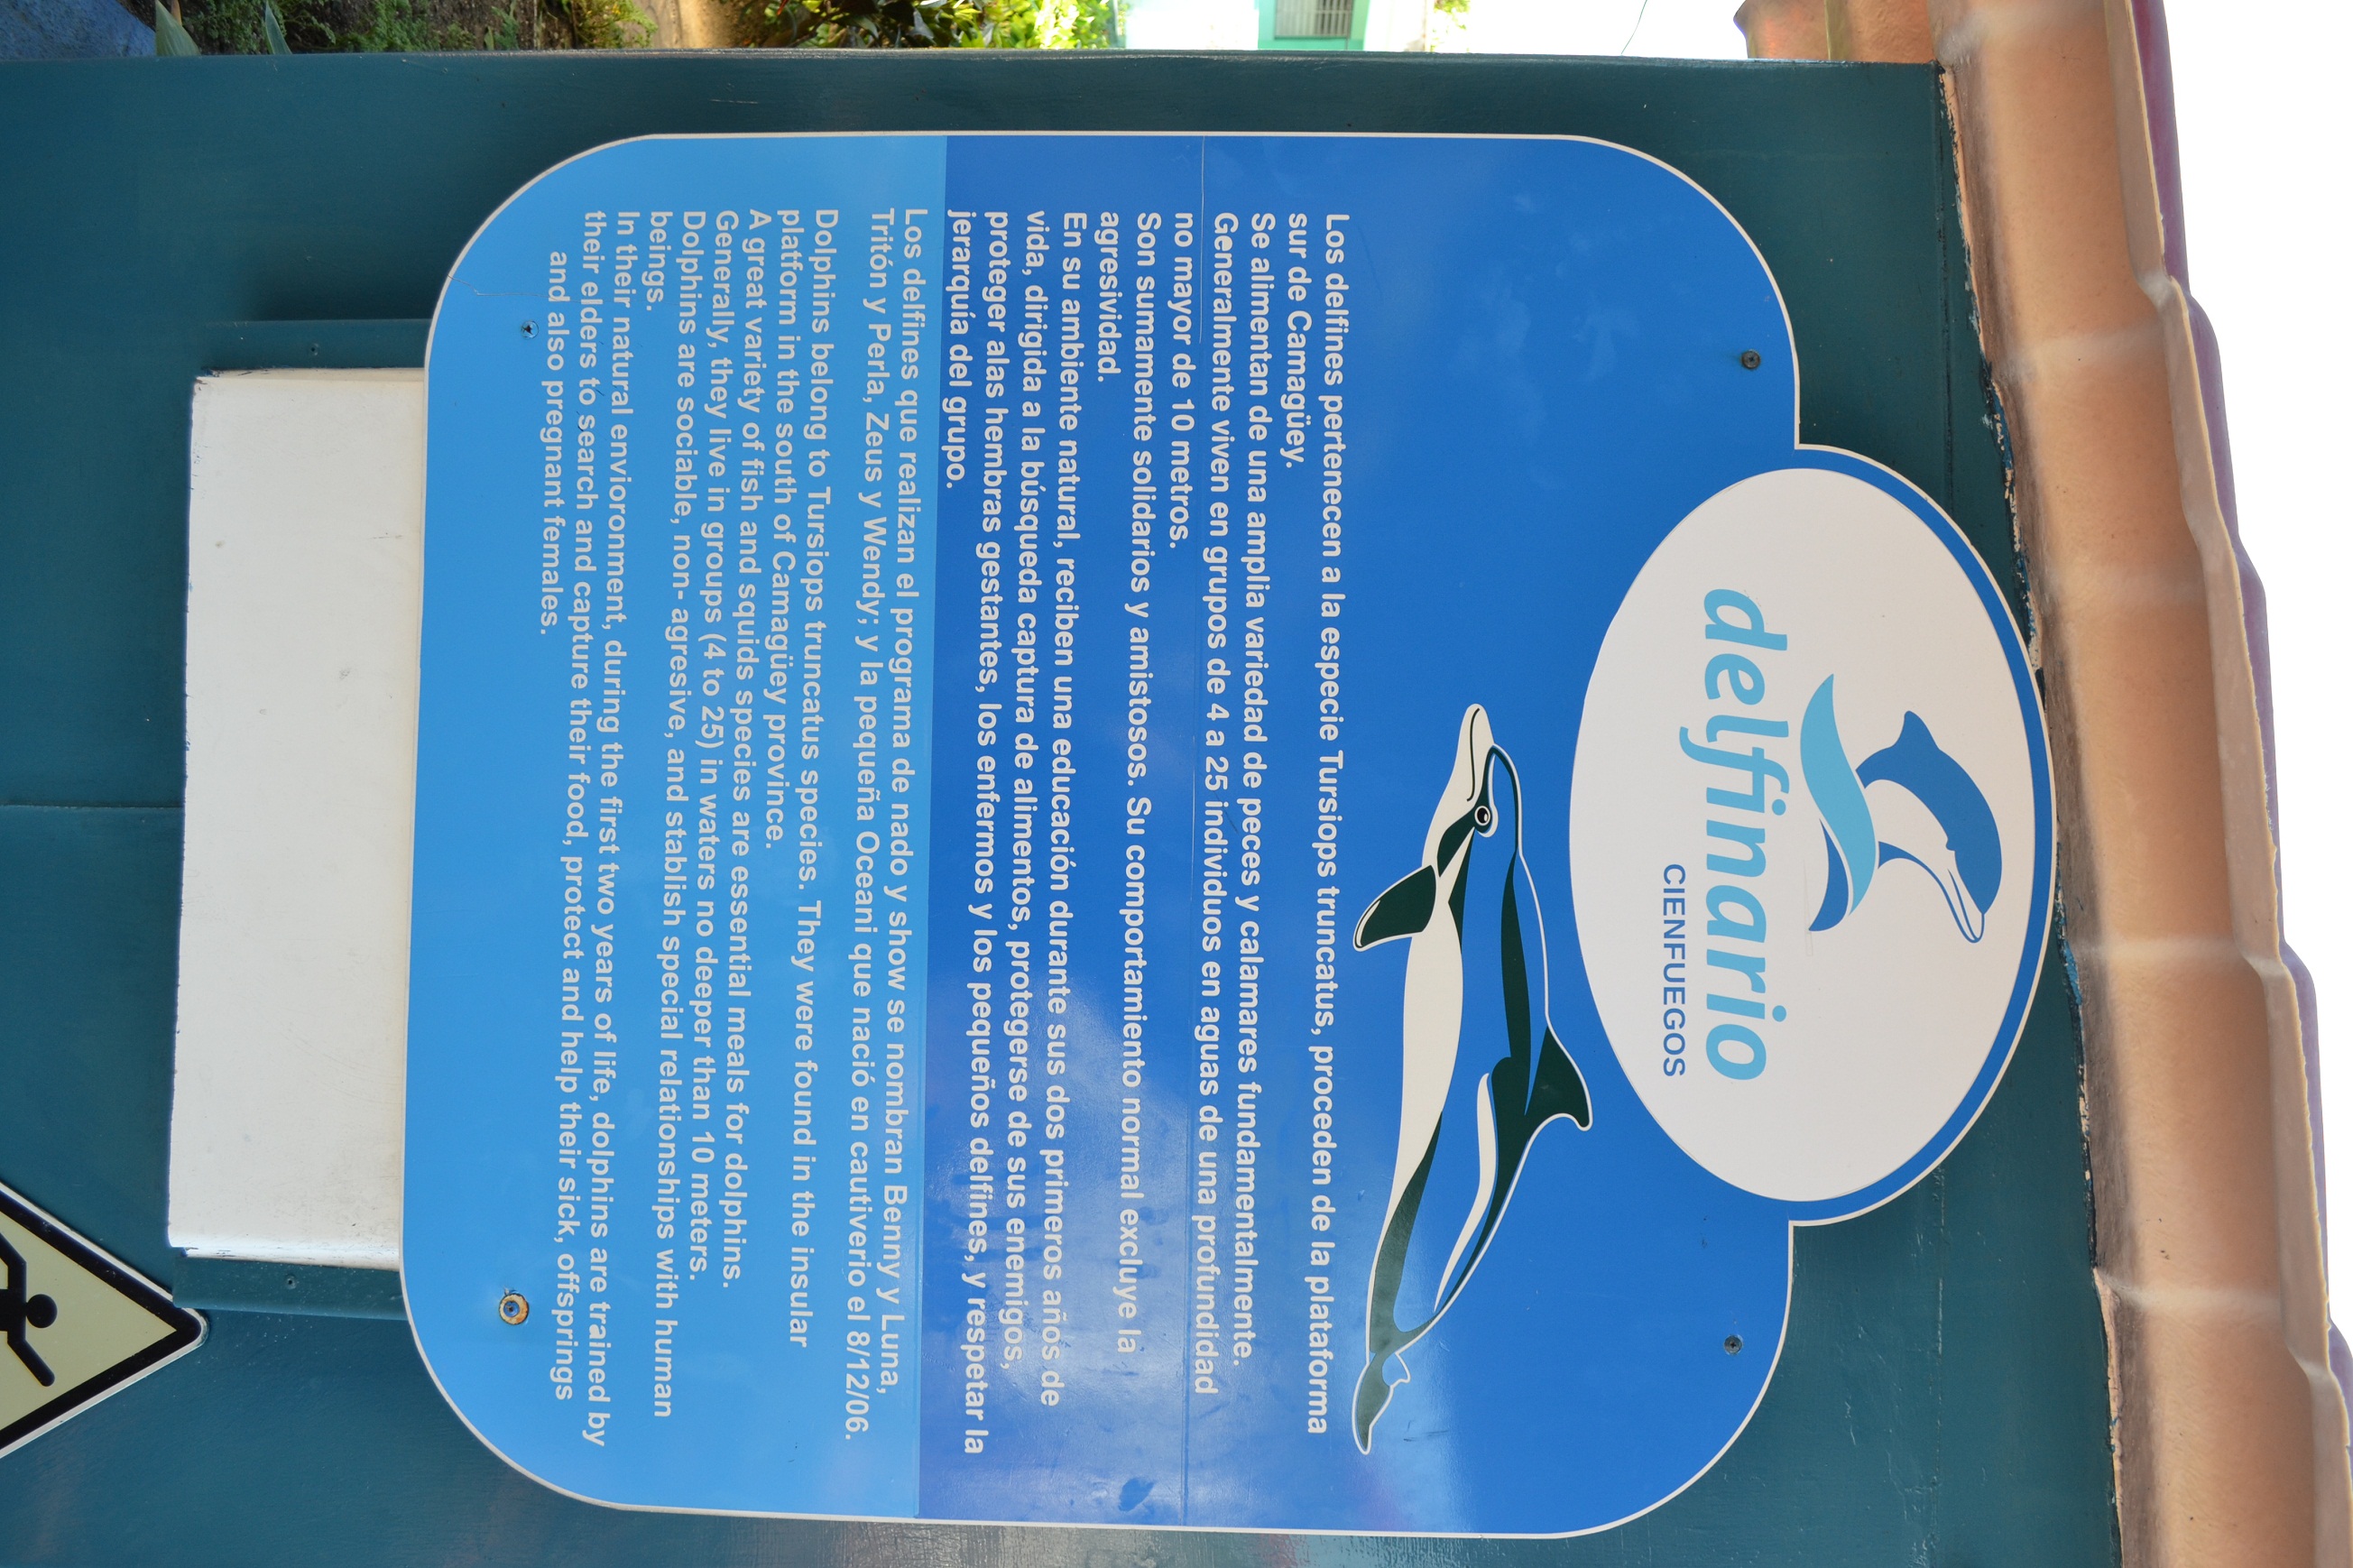 delfinario
CIENFUEGOS
Los delfines pertenecen a la especie Tursiops truncatus, proceden de la plataforma
sur de Camagüey.
Se alimentan de una amplia variedad de peces y calamares fundamentalmente.
Generalmente viven en grupos de 4 a 25 individuos en aguas de una profundidad
no mayor de 10 metros.
Son sumamente solidarios y amistosos. Su comportamiento normal excluye la
agresividad.
En su ambiente natural, reciben una educación durante sus dos primeros años de
vida, dirigida a la búsqueda captura de alimentos, protegerse de sus enemigos,
proteger alas hembras gestantes, los enfermos y los pequeños delfines, y respetar la
jerarquía del grupo.
Los delfines que realizan el programa de nado y show se nombran Benny y Luna,
Tritón y Perla, Zeus y Wendy; y la pequeña Oceani que nació en cautiverio el 8/12/06.
Dolphins belong to Tursiops truncatus species. They were found in the insular
platform in the south of Camagüey province.
A great variety of fish and squids species are essential meals for dolphins.
Generally, they live in groups (4 to 25) in waters no deeper than 10 meters.
Dolphins are sociable, non- agresive, and stablish special relationships with human
beings.
In their natural envioronment, during the first two years of life, dolphins are trained by
their elders to search and capture their food, protect and help their sick, offsprings
and also pregnant females.